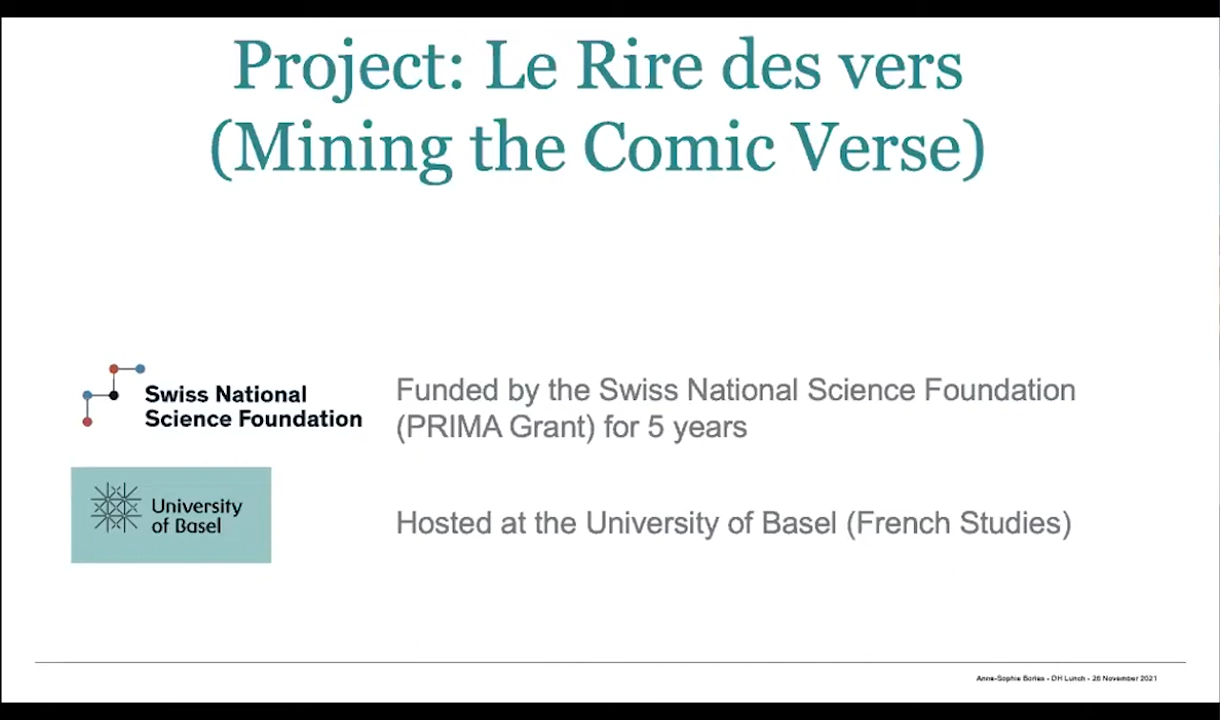 Project: Le Rire des vers
(Mining the Comic Verse)
Swiss National
Science Foundation
Funded by the Swiss National Science Foundation
(PRIMA Grant) for 5 years
University
of Basel
Hosted at the University of Basel (French Studies)
Anne-Sophie Bories - DH Lunch - 26 November 2021